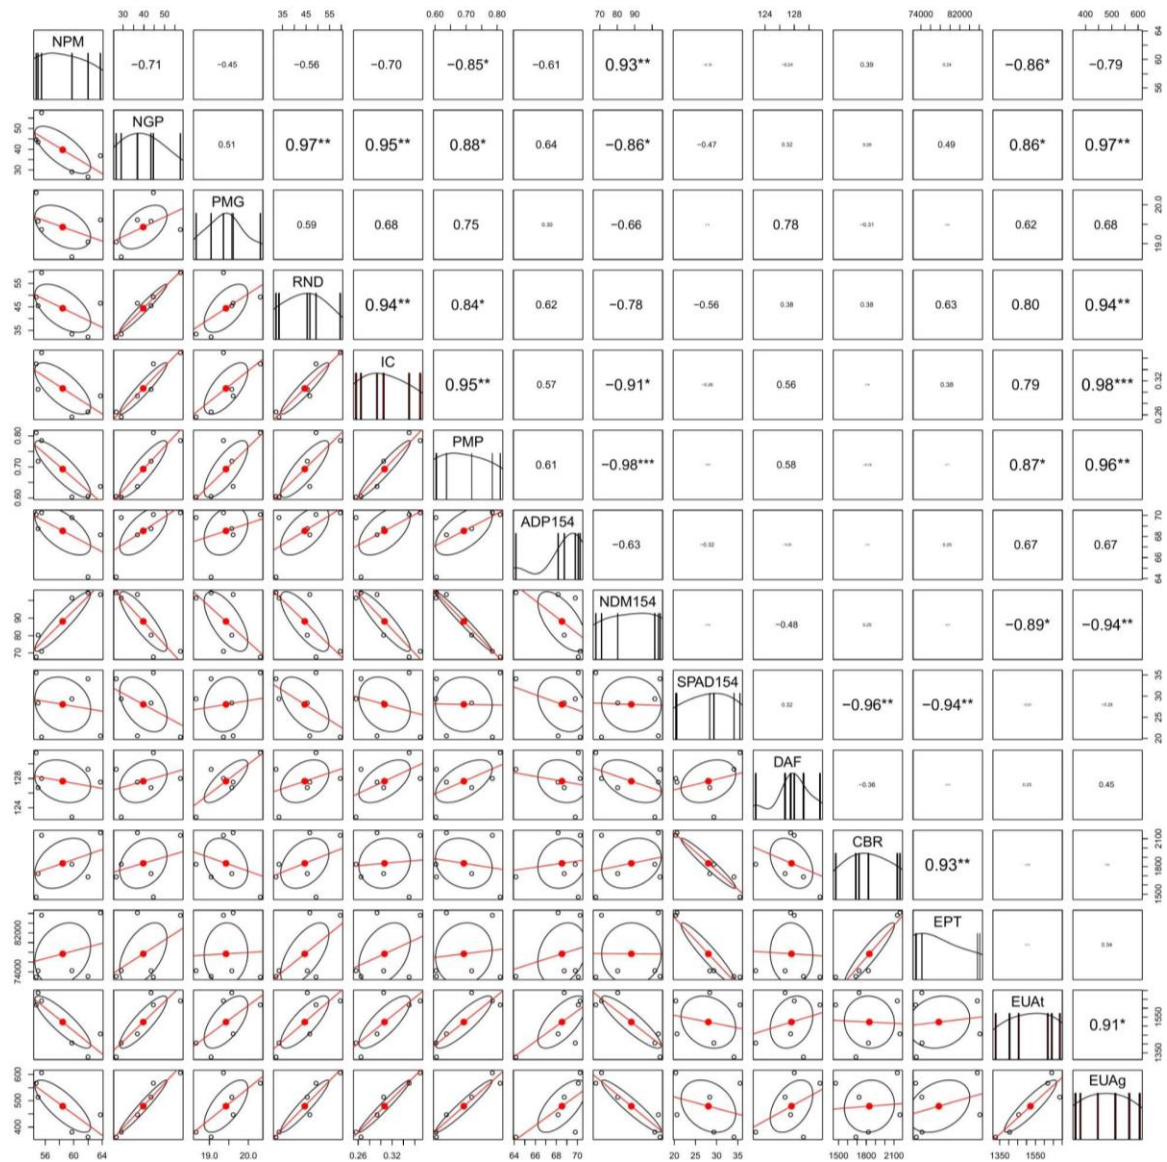 30 40 50 35 45 55 0.60 0.70 0.80 70 80 90 124 128 74000 82000 400 500 600
NPM −0.71 −0.45 −0.56 −0.70 −0.85* −0.61 0.93** 0.39 −0.86* −0.79 56 60 64
30 40 50 NGP 0.51 0.97** 0.95** 0.88* 0.64 −0.86* −0.47 0.32 0.49 0.86* 0.97**
PMG 0.59 0.68 0.75 −0.66 0.78 −0.31 0.62 0.68 19.0 20.0
35 45 55 RND 0.94** 0.84* 0.62 −0.78 −0.56 0.38 0.38 0.63 0.80 0.94**
IC 0.95** 0.57 −0.91* 0.56 0.38 0.79 0.98*** 0.26 0.32
0.60 0.70 0.80 PMP 0.61 −0.98*** 0.58 0.87* 0.96**
ADP154 −0.63 −0.32 0.67 0.67 64 66 68 70
70 80 90 NDM154 −0.48 −0.89* −0.94**
SPAD154 0.32 −0.96** −0.94** 20 25 30 35
124 128 DAF −0.36 0.45
CBR 0.93** 1500 1800 2100
74000 82000 EPT 0.34
EUAt 0.91* 1350 1550
400 500 600 EUAg
56 60 64 19.0 20.0 0.26 0.32 64 66 68 70 20 25 30 35 1500 1800 2100 1350 1550